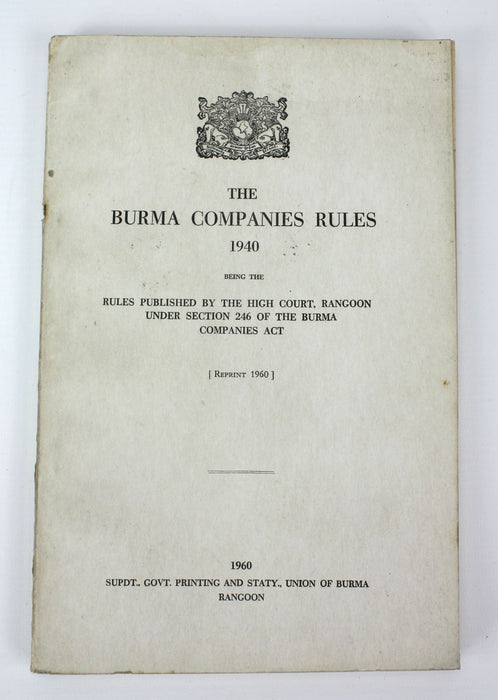 THE
BURMA COMPANIES RULES
1940
BEING THE
RULES PUBLISHED BY THE HIGH COURT, RANGOON
UNDER SECTION 246 OF THE BURMA
COMPANIES ACT
[ REPRINT 1960 ]
1960
SUPDT., GOVT. PRINTING AND STATY., UNION OF BURMA
RANGOON